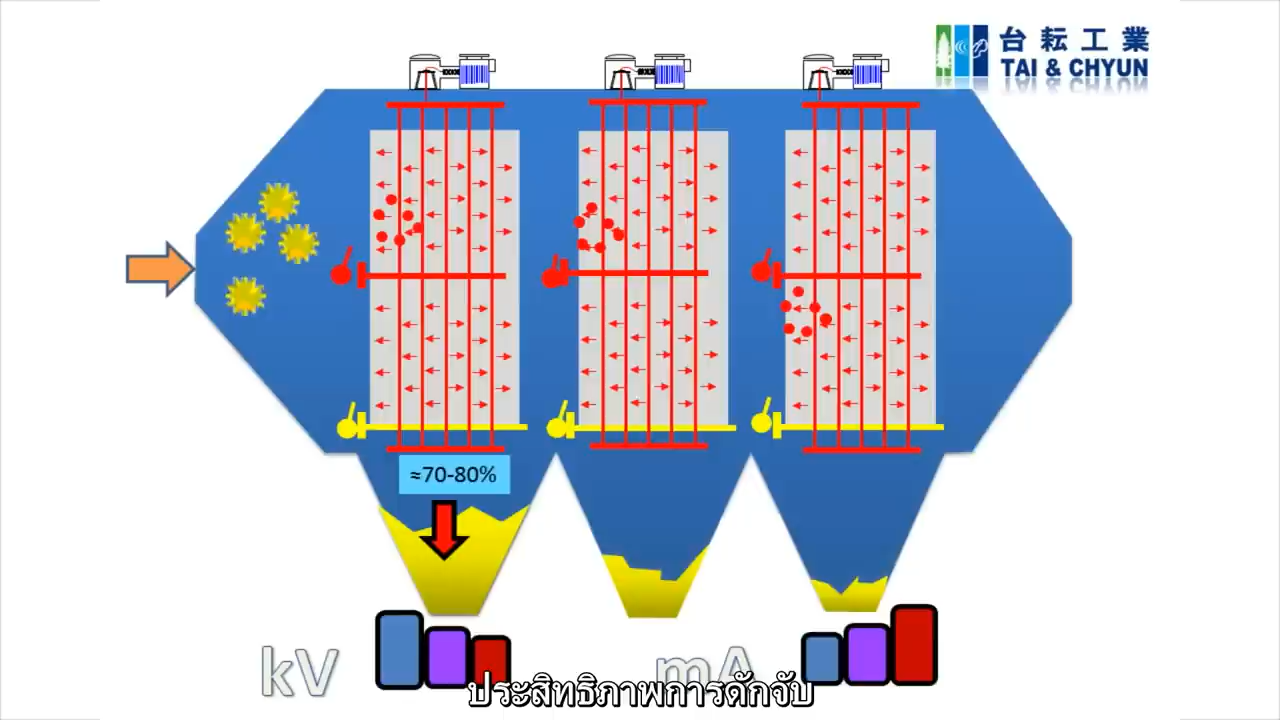 台耘工業
TAI & CHYUN
≈70-80%
kV
mA
ประสิทธิภาพการดักจับ